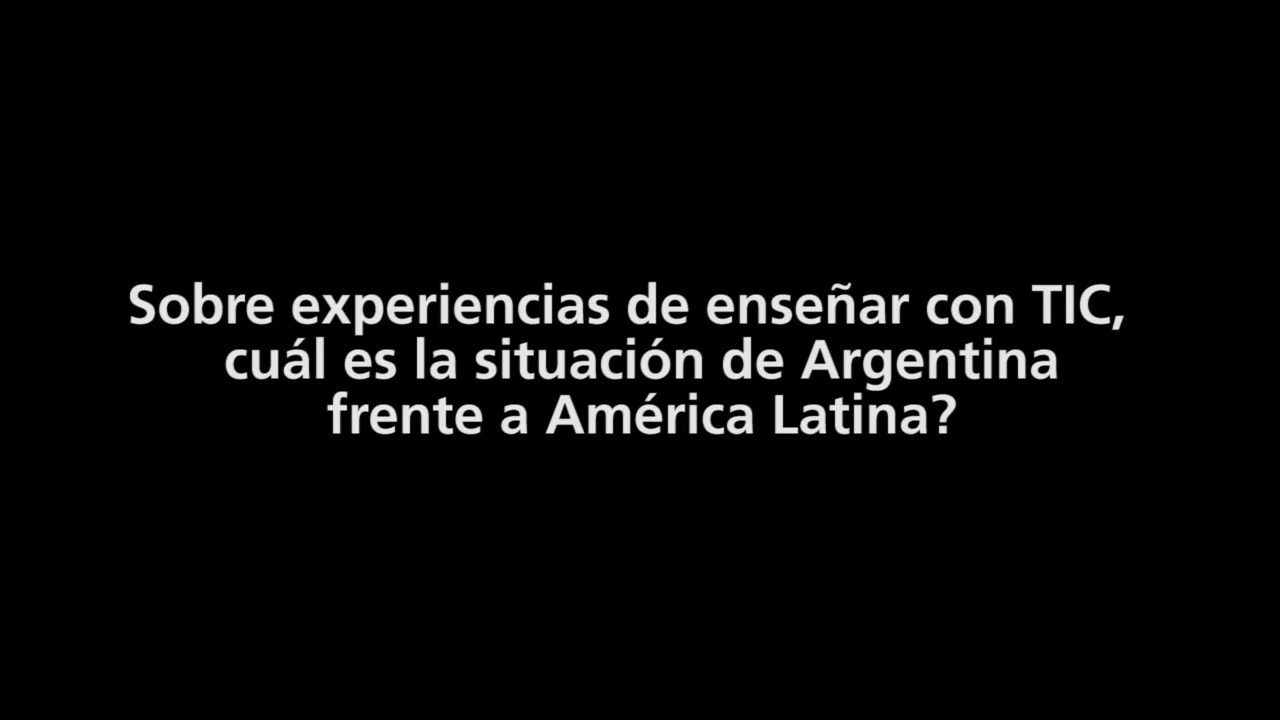 Sobre experiencias de enseñar con TIC,
cuál es la situación de Argentina
frente a América Latina?